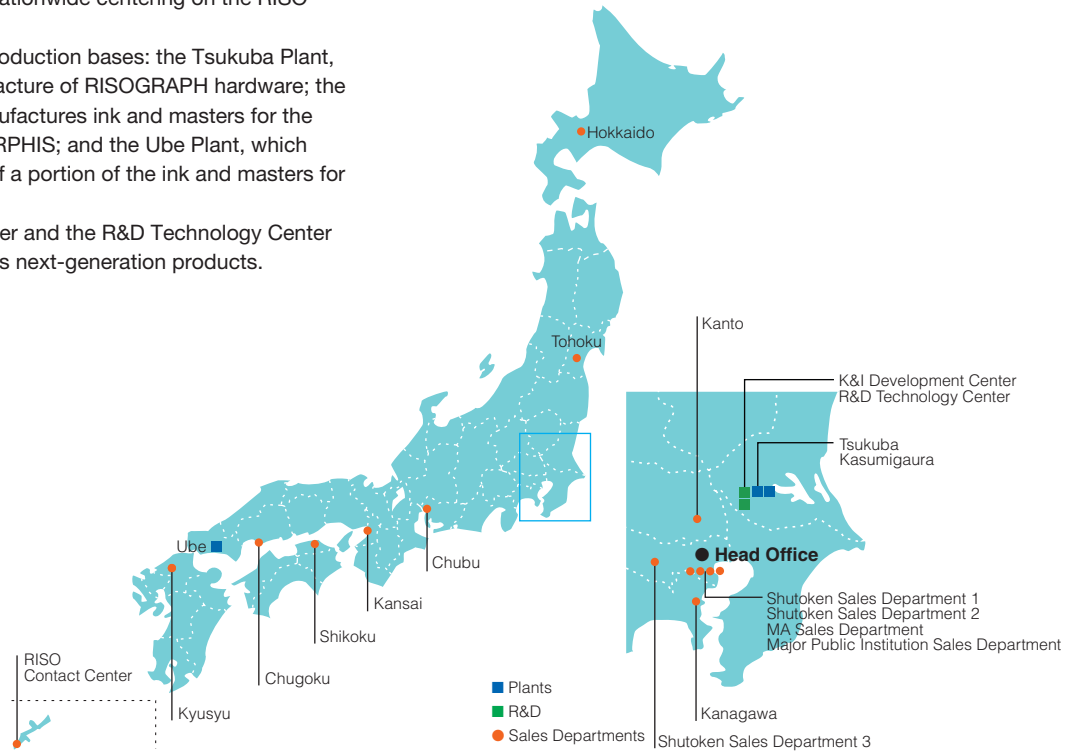 ationwide centering on the RISO
oduction bases: the Tsukuba Plant,
acture of RISOGRAPH hardware; the
ufactures ink and masters for the
RPHIS; and the Ube Plant, which
f a portion of the ink and masters for
er and the R&D Technology Center
s next-generation products.
Hokkaido
Tohoku
Kanto
K&I Development Center
R&D Technology Center
Tsukuba
Kasumigaura
Ube
Head Office
Chubu
Kansai
Shikoku
Chugoku
Kyusyu
RISO
Contact Center
Shutoken Sales Department 1
Shutoken Sales Department 2
MA Sales Department
Major Public Institution Sales Department
Kanagawa
Shutoken Sales Department 3
Plants
R&D
Sales Departments